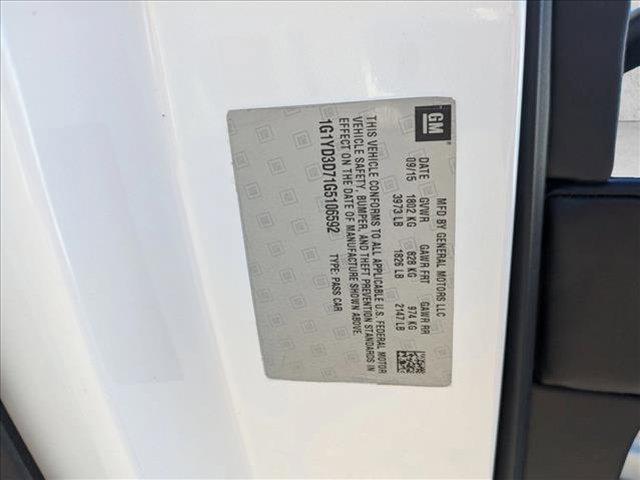 GM
MFD BY GENERAL MOTORS LLC
DATE GVWR GAWR FRT GAWR RR
09/15 1802 KG 828 KG 974 KG
3973 LB 1826 LB 2147 LB
THIS VEHICLE CONFORMS TO ALL APPLICABLE U.S. FEDERAL MOTOR
VEHICLE SAFETY, BUMPER, AND THEFT PREVENTION STANDARDS IN
EFFECT ON THE DATE OF MANUFACTURE SHOWN ABOVE.
1G1YD3D71G5106592 TYPE: PASS CAR